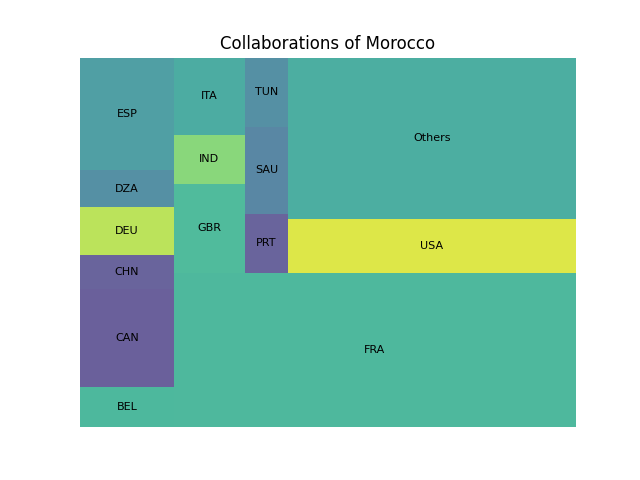 Collaborations of Morocco
ESP
ITA
TUN
Others
IND
SAU
DZA
DEU
GBR
PRT
USA
CHN
CAN
FRA
BEL